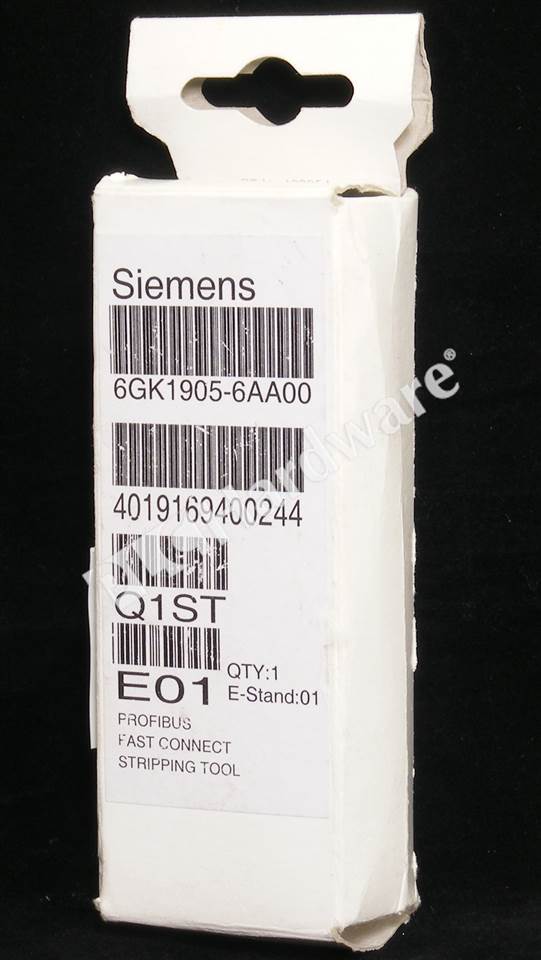 Siemens
6GK1905-6AA00
4019169400244
Q1ST
E01
QTY:1
E-Stand:01
PROFIBUS
FAST CONNECT
STRIPPING TOOL